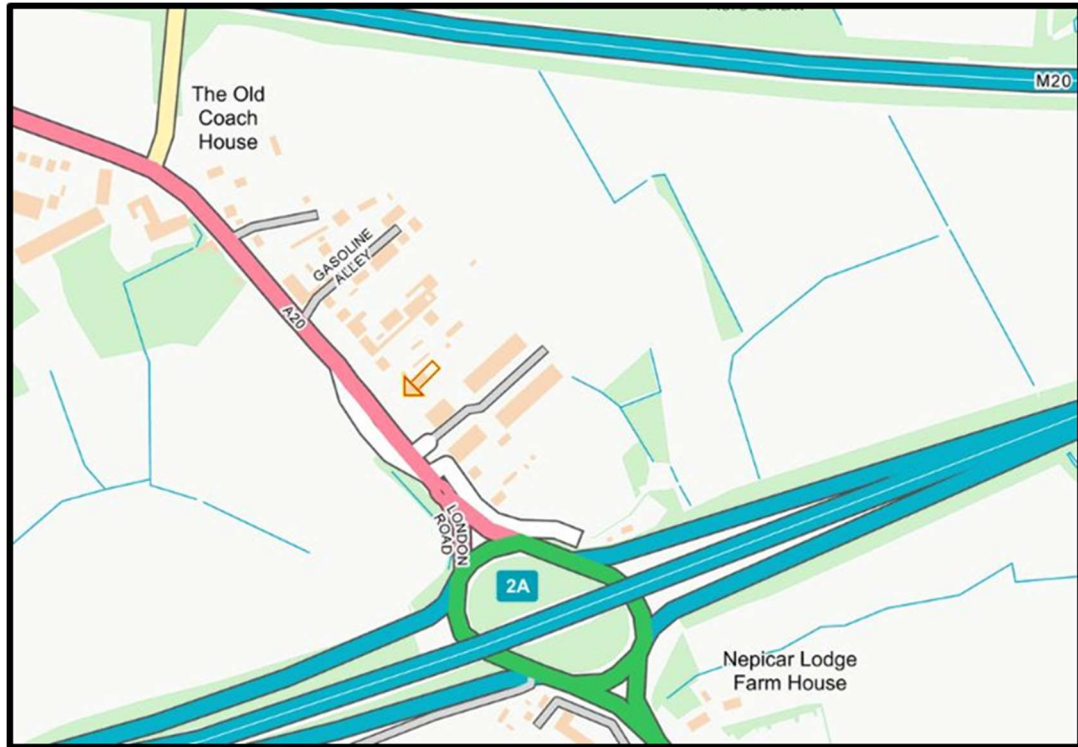 M20
The Old
Coach
House
GASOLINE
ALLEY
A20
LONDON
ROAD
2A
Nepicar Lodge
Farm House